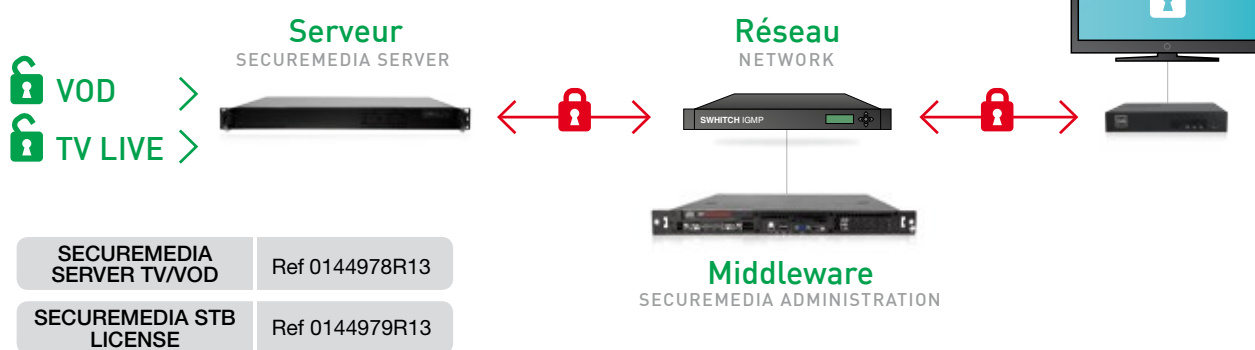 Serveur
SECUREMEDIA SERVER
Réseau
NETWORK
VOD
TV LIVE
SWHITCH IGMP
Middleware
SECUREMEDIA ADMINISTRATION
SECUREMEDIA
SERVER TV/VOD
Ref 0144978R13
SECUREMEDIA STB
LICENSE
Ref 0144979R13